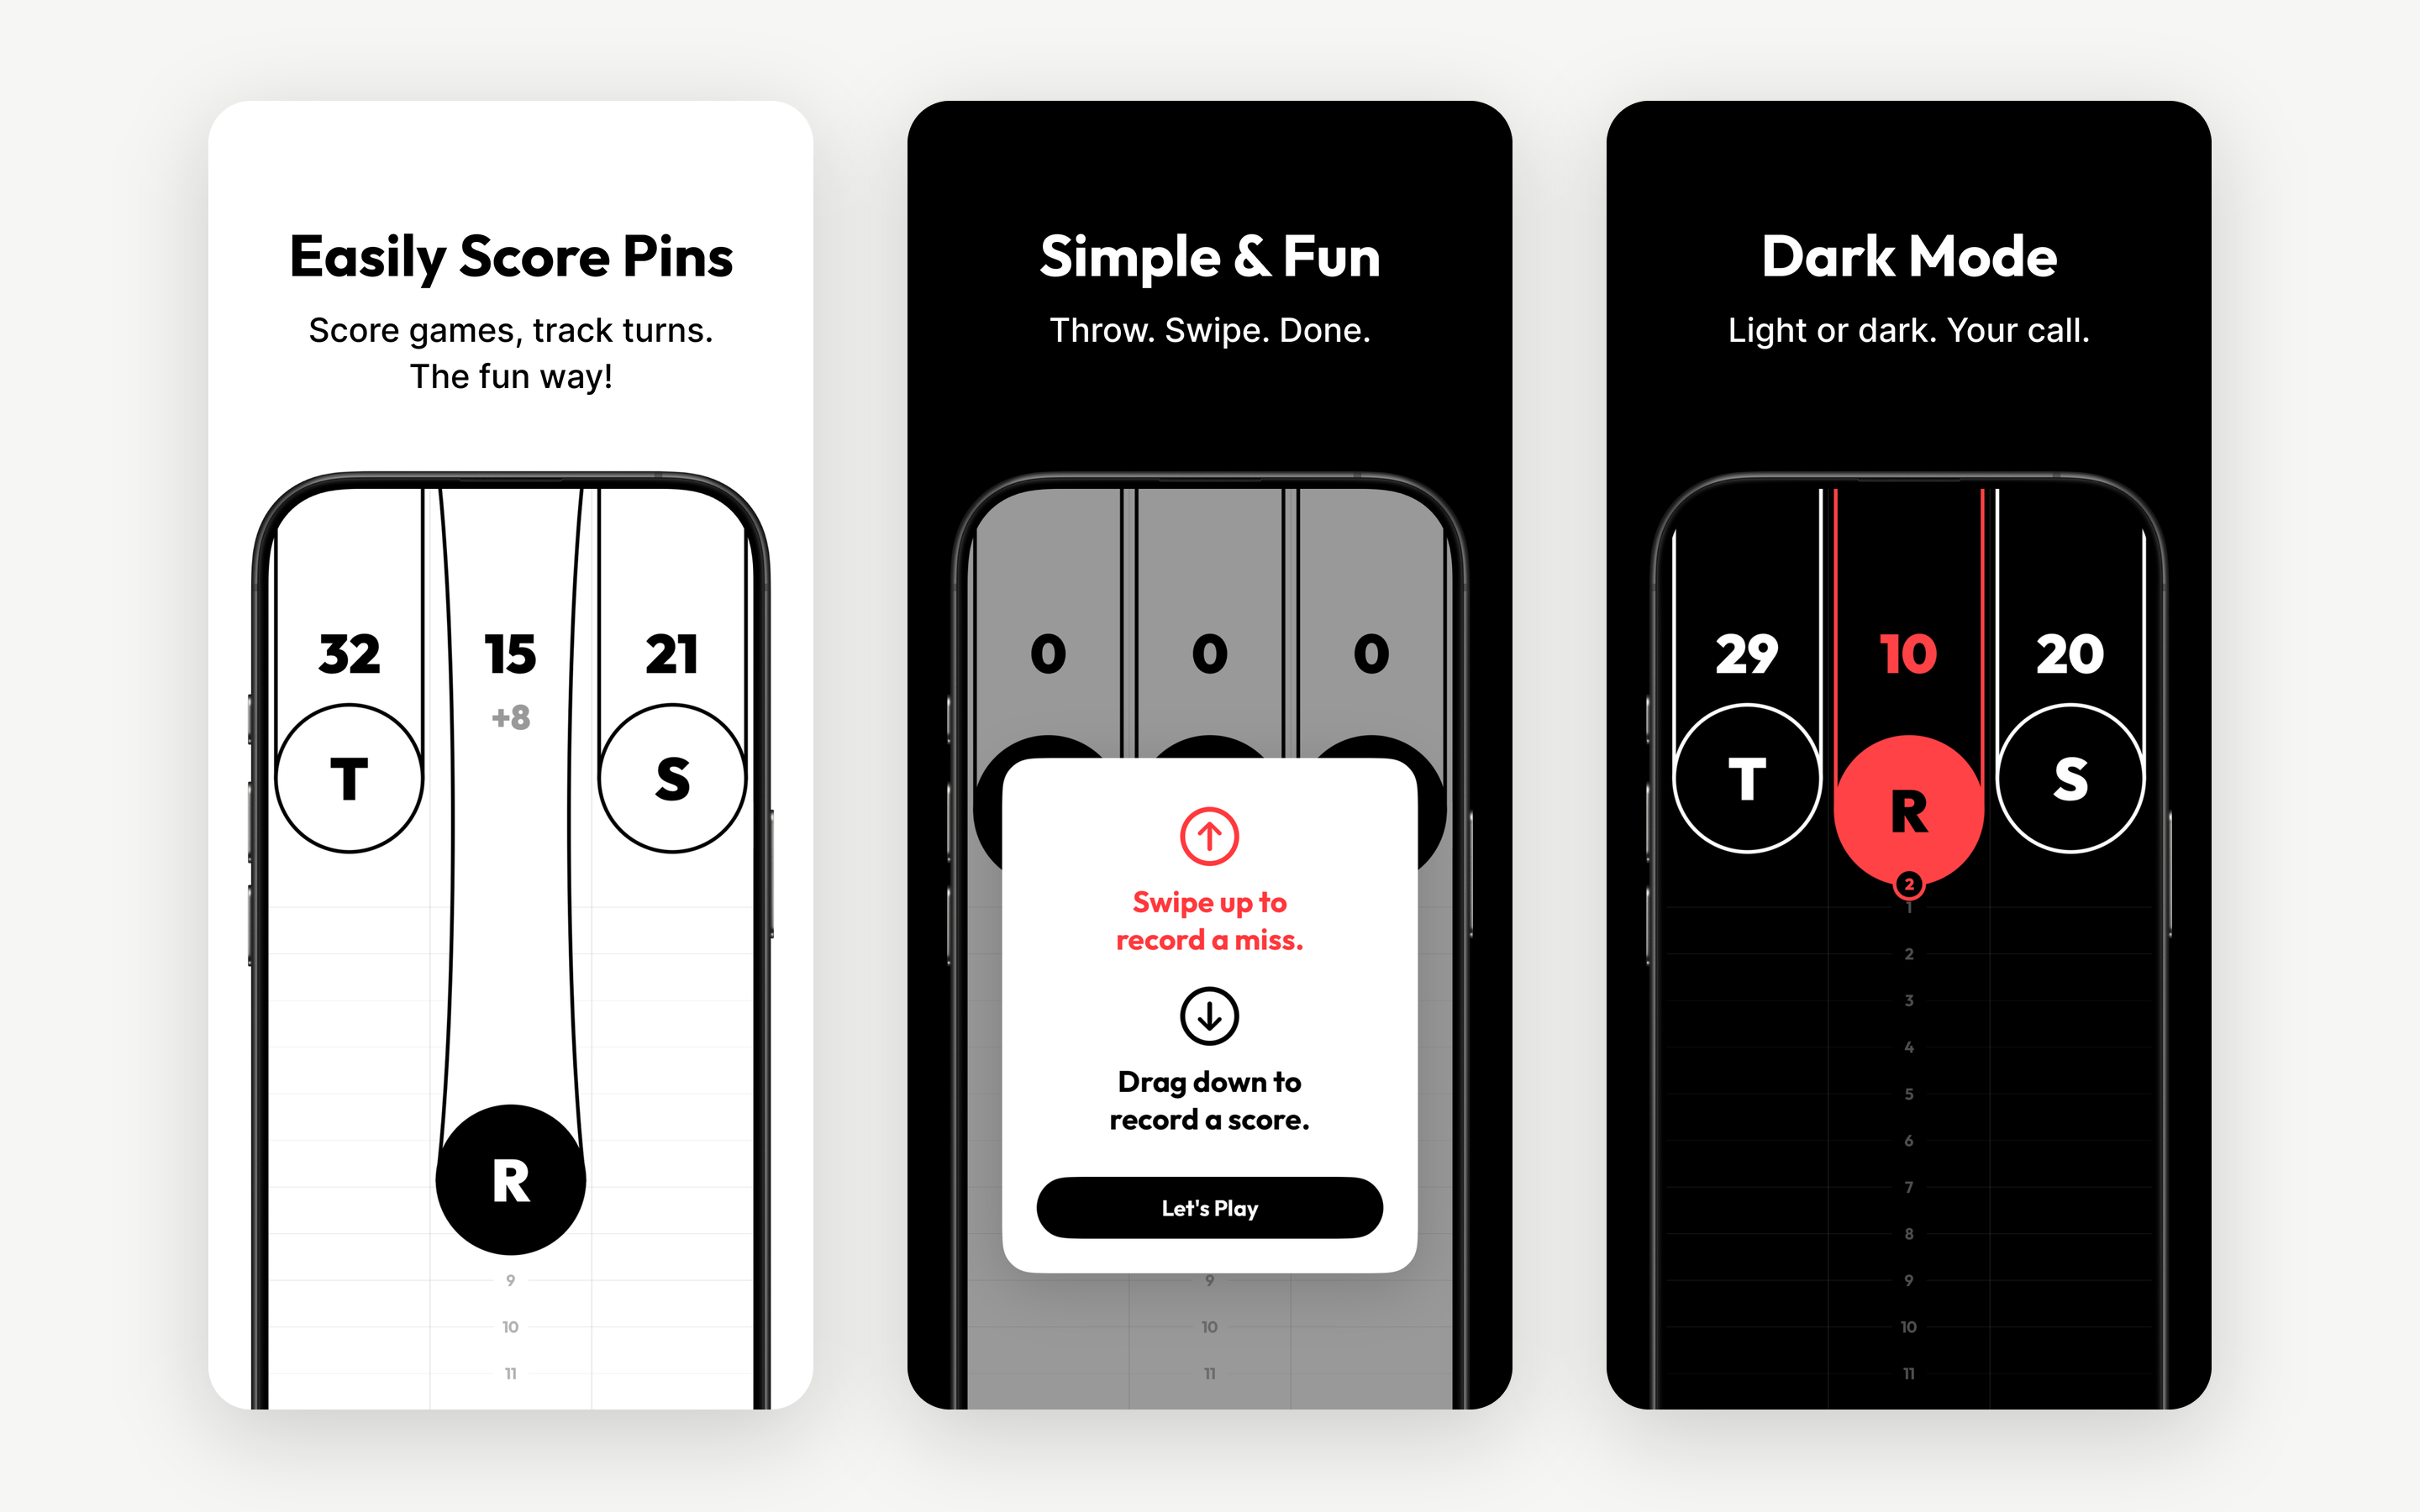 Easily Score Pins
Score games, track turns.
The fun way!
32
15
21
+8
T
S
R
9
10
11
Simple & Fun
Throw. Swipe. Done.
0
0
0
Swipe up to
record a miss.
Drag down to
record a score.
Let's Play
9
10
11
Dark Mode
Light or dark. Your call.
29
10
20
T
R
S
2
1
2
3
4
5
6
7
8
9
10
11